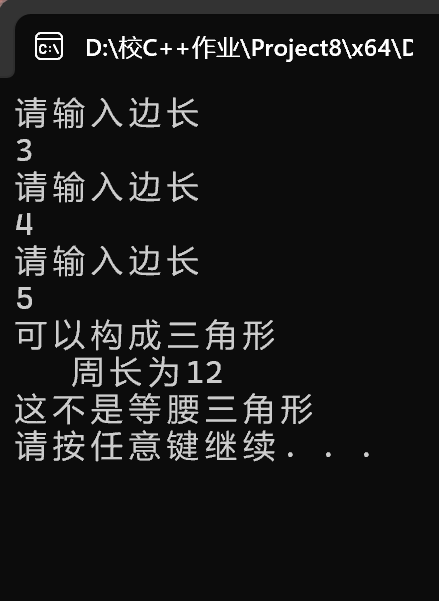 D:\校C++作业\Project8\x64\D
请输入边长
3
请输入边长
4
请输入边长
5
可以构成三角形
周长为12
这不是等腰三角形
请按任意键继续. . .